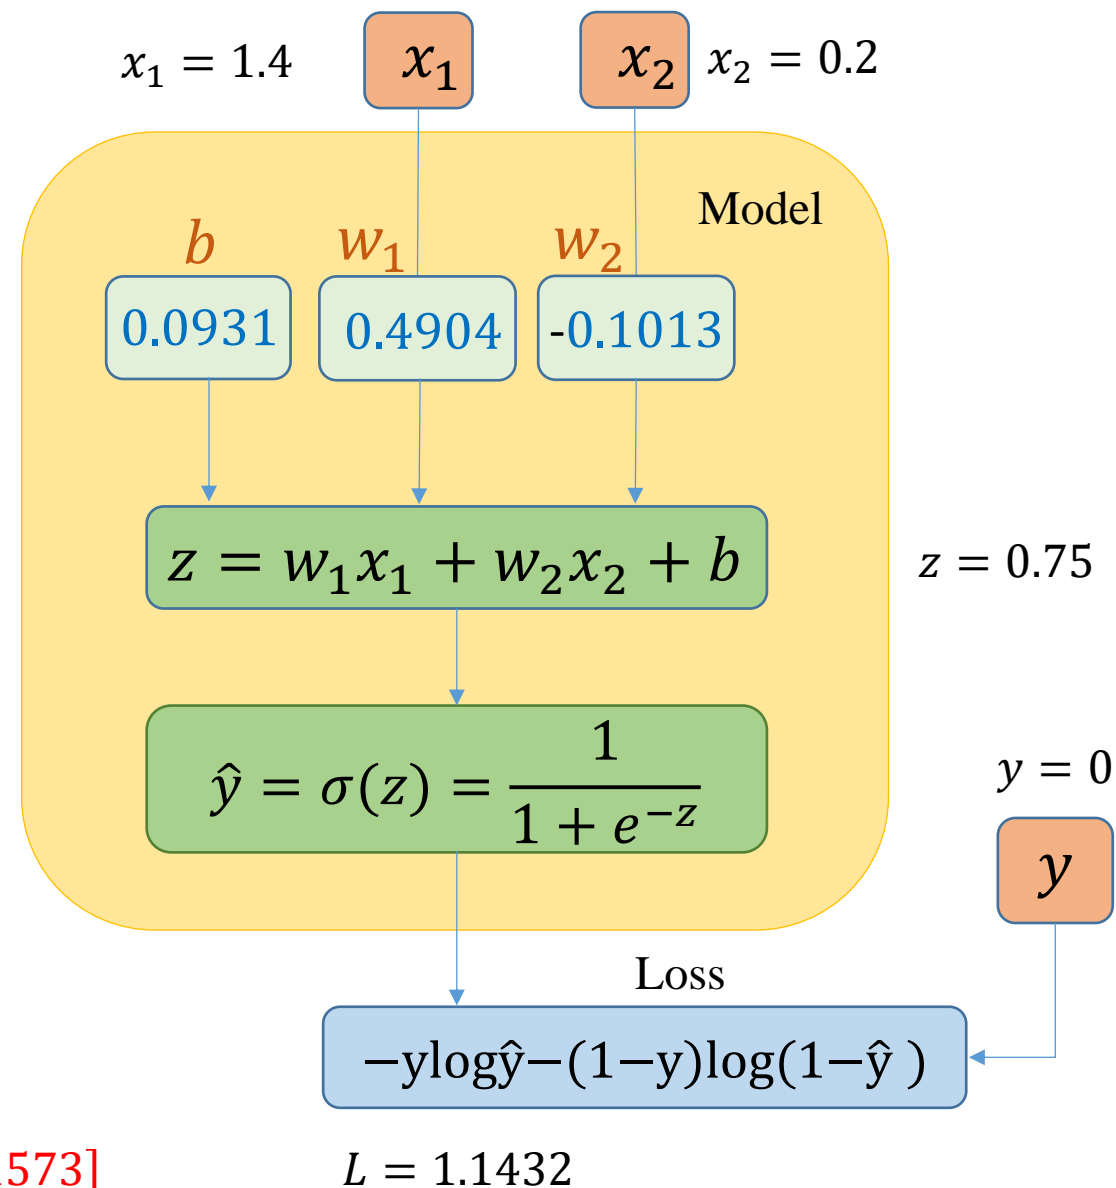 x₁ = 1.4 x₁ x₂ x₂ = 0.2
Model
b w₁ w₂
0.0931 0.4904 -0.1013
z = w₁x₁ + w₂x₂ + b z = 0.75
ŷ = σ(z) = 1 / (1 + e⁻ᶻ)
y = 0
y
Loss
−ylogŷ−(1−y)log(1−ŷ )
573] L = 1.1432